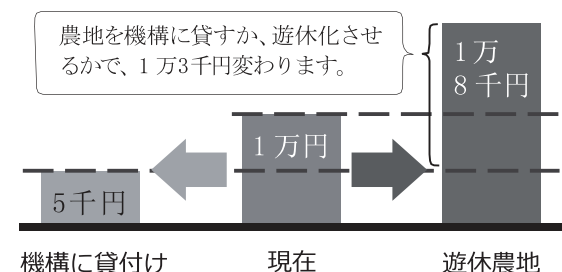 農地を機構に貸すか、遊休化させ
るかで、1万3千円変わります。
1万
8千円
1万円
5千円
機構に貸付け
現在
遊休農地